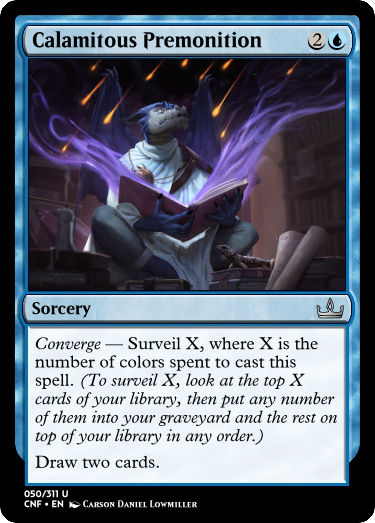 Calamitous Premonition 2
Sorcery
Converge — Surveil X, where X is the
number of colors spent to cast this
spell. (To surveil X, look at the top X
cards of your library, then put any number
of them into your graveyard and the rest on
top of your library in any order.)
Draw two cards.
050/311 U
CNF • EN Carson Daniel Lowmiller